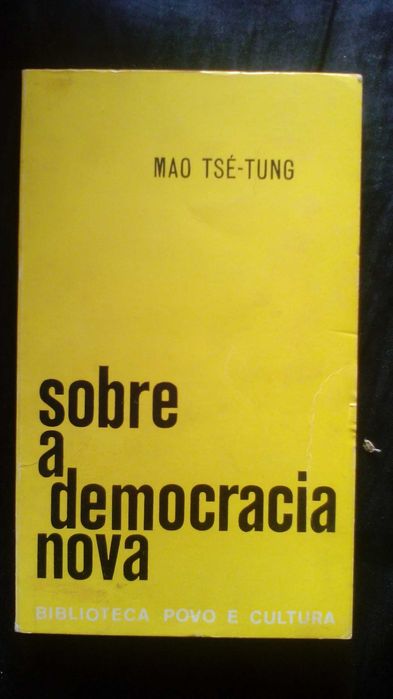 MAO TSÉ-TUNG
sobre
a
democracia
nova
BIBLIOTECA POVO E CULTURA